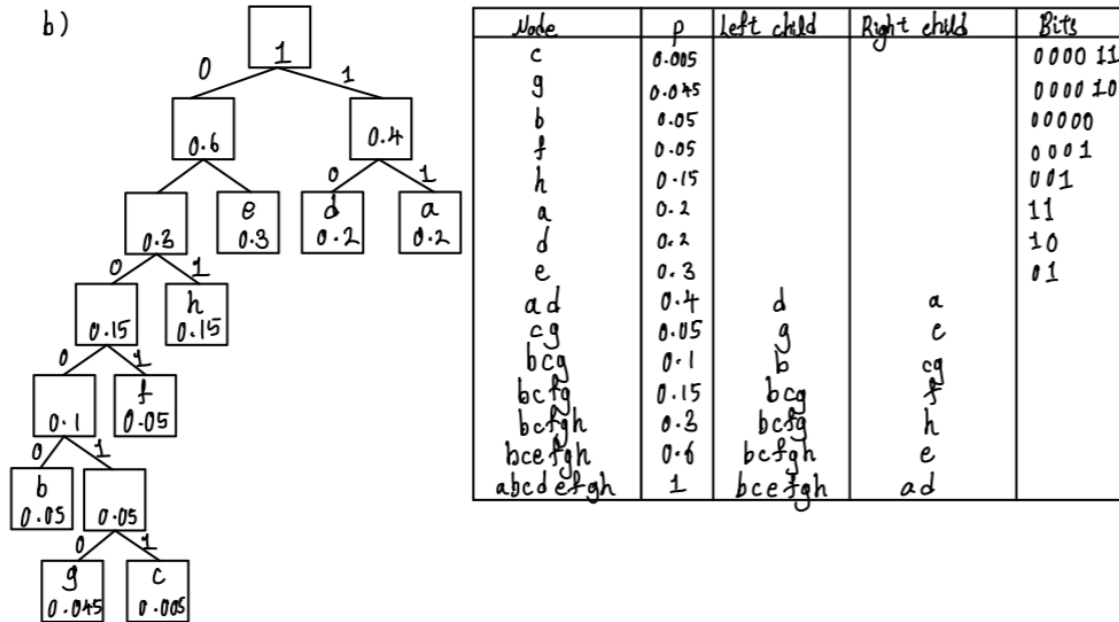 b)
1
0 1
0.6 0.4
0 1
e d a
0.3 0.3 0.2 0.2
0 1
h
0.15 0.15
0 1
f
0.1 0.05
0 1
b
0.05 0.05
0 1
g c
0.045 0.005
Node P Left child Right child Bits
c 0.005 0000 11
g 0.045 0000 10
b 0.05 00000
f 0.05 0001
h 0.15 001
a 0.2 11
d 0.2 10
e 0.3 01
ad 0.4 d a
cg 0.05 g c
bcg 0.1 b cg
bcfg 0.15 bcg f
bcfgh 0.3 bcfg h
bcefgh 0.6 bcfgh e
abcdefgh 1 bcefgh ad